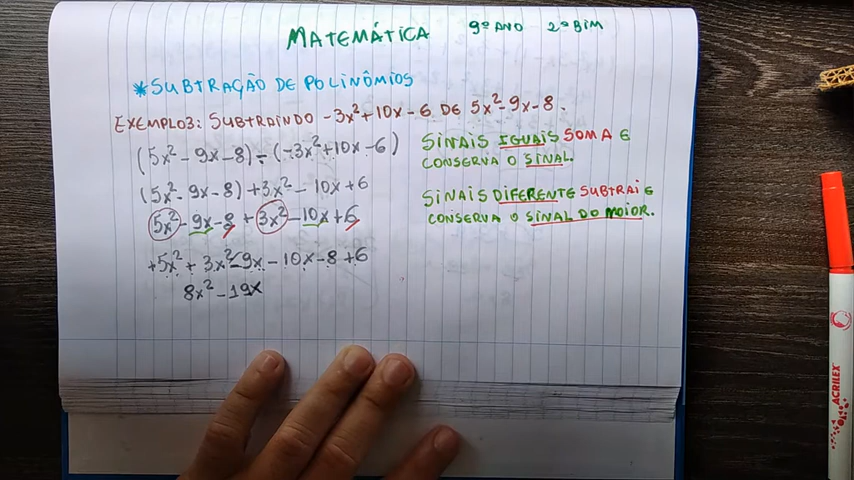 MATEMÁTICA 9º ANO 2º BIM
*SUBTRAÇÃO DE POLINÔMIOS
EXEMPLO3: SUBTRAINDO -3x²+10x-6 DE 5x²-9x-8.
(5x²-9x-8)-(-3x²+10x-6)
(5x²-9x-8)+3x²-10x+6
5x²-9x-8+3x²-10x+6
+5x²+3x²-9x-10x-8+6
8x²-19x
SINAIS IGUAIS SOMA E
CONSERVA O SINAL.
SINAIS DIFERENTE SUBTRAI E
CONSERVA O SINAL DO MAIOR.
ACRILEX